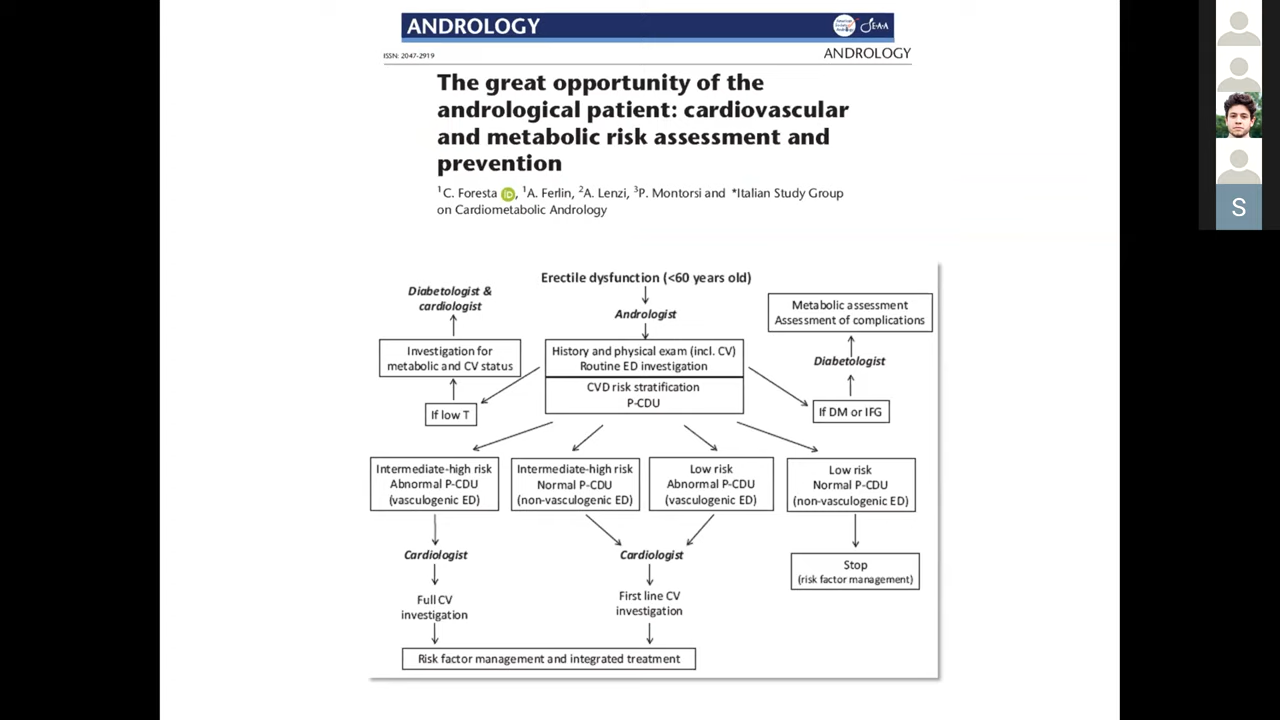 ANDROLOGY
ISSN: 2047-2919
ANDROLOGY
The great opportunity of the
andrological patient: cardiovascular
and metabolic risk assessment and
prevention
¹C. Foresta iD, ¹A. Ferlin, ²A. Lenzi, ³P. Montorsi and *Italian Study Group
on Cardiometabolic Andrology
Erectile dysfunction (<60 years old)
Andrologist
History and physical exam (incl. CV)
Routine ED investigation
CVD risk stratification
P-CDU
Diabetologist &
cardiologist
Investigation for
metabolic and CV status
If low T
Metabolic assessment
Assessment of complications
Diabetologist
If DM or IFG
Intermediate-high risk
Abnormal P-CDU
(vasculogenic ED)
Intermediate-high risk
Normal P-CDU
(non-vasculogenic ED)
Low risk
Abnormal P-CDU
(vasculogenic ED)
Low risk
Normal P-CDU
(non-vasculogenic ED)
Cardiologist
Full CV
investigation
Cardiologist
First line CV
investigation
Stop
(risk factor management)
Risk factor management and integrated treatment
S